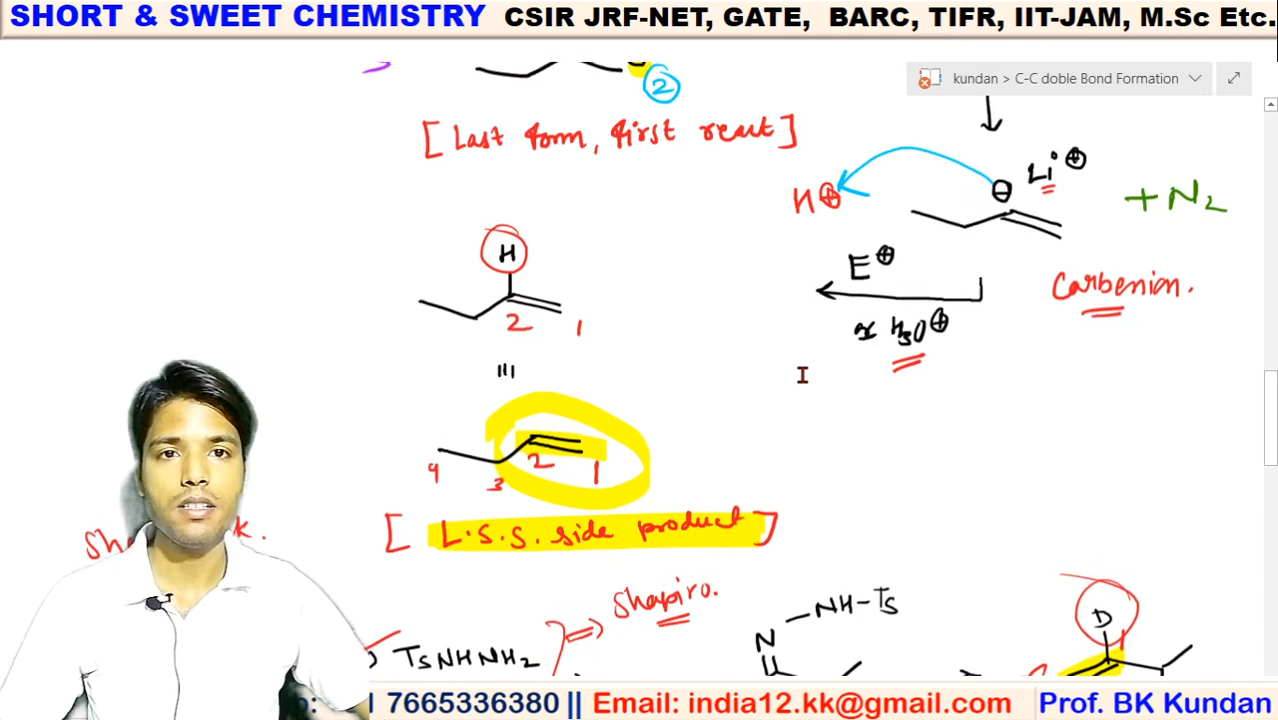 SHORT & SWEET CHEMISTRY CSIR JRF-NET, GATE, BARC, TIFR, IIT-JAM, M.Sc Etc.
kundan > C-C doble Bond Formation
2
[Last form, first react]
Li⊕
H⊕
⊖
+N2
H
E⊕
Carbenion.
2 1
H3O⊕
4 3 2 1
[L.S.S. side product]
Sh k.
Shapiro.
NH-Ts
N
D
TsNHNH2
7665336380 || Email: india12.kk@gmail.com Prof. BK Kundan